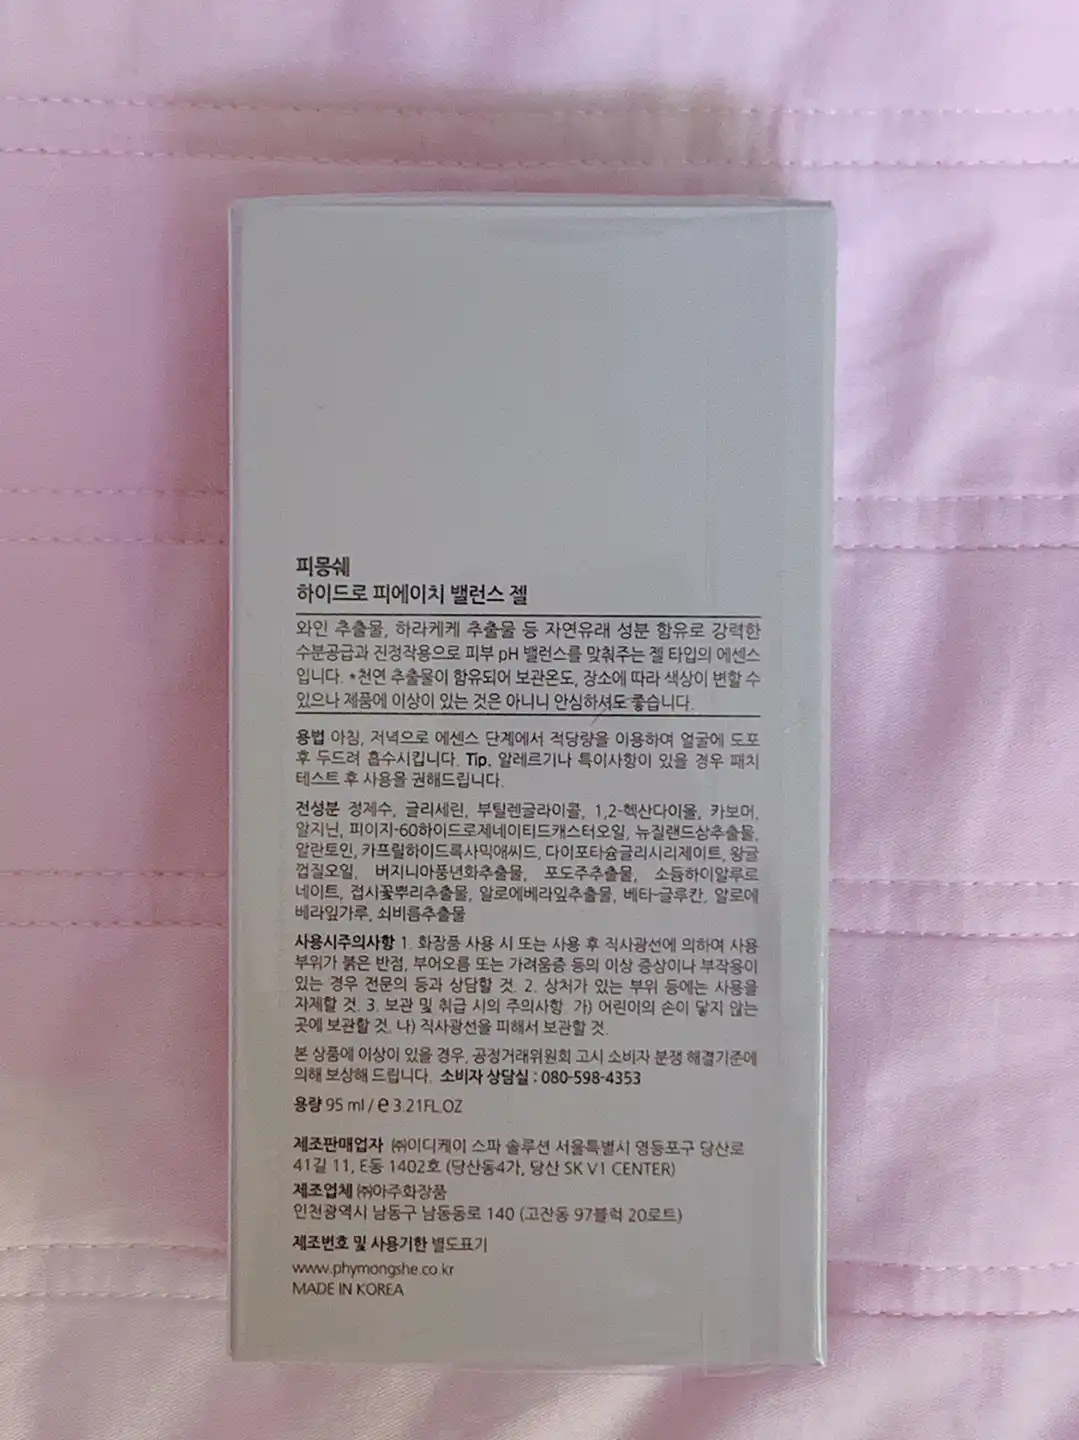 피몽쉐
하이드로 피에이치 밸런스 젤
와인 추출물, 하라케케 추출물 등 자연유래 성분 함유로 강력한
수분공급과 진정작용으로 피부 pH 밸런스를 맞춰주는 젤 타입의 에센스
입니다. *천연 추출물이 함유되어 보관온도, 장소에 따라 색상이 변할 수
있으나 제품에 이상이 있는 것은 아니니 안심하셔도 좋습니다.
용법 아침, 저녁으로 에센스 단계에서 적당량을 이용하여 얼굴에 도포
후 두드려 흡수시킵니다. Tip. 알레르기나 특이사항이 있을 경우 패치
테스트 후 사용을 권해드립니다.
전성분 정제수, 글리세린, 부틸렌글라이콜, 1,2-헥산다이올, 카보머,
알지닌, 피이지-60하이드로제네이티드캐스터오일, 뉴질랜드삼추출물,
알란토인, 카프릴하이드록사믹애씨드, 다이포타슘글리시리제이트, 왕귤
껍질오일, 버지니아풍년화추출물, 포도주추출물, 소듐하이알루로
네이트, 접시꽃뿌리추출물, 알로에베라잎추출물, 베타-글루칸, 알로에
베라잎가루, 쇠비름추출물
사용시주의사항 1. 화장품 사용 시 또는 사용 후 직사광선에 의하여 사용
부위가 붉은 반점, 부어오름 또는 가려움증 등의 이상 증상이나 부작용이
있는 경우 전문의 등과 상담할 것. 2. 상처가 있는 부위 등에는 사용을
자제할 것. 3. 보관 및 취급 시의 주의사항. 가) 어린이의 손이 닿지 않는
곳에 보관할 것. 나) 직사광선을 피해서 보관할 것.
본 상품에 이상이 있을 경우, 공정거래위원회 고시 소비자 분쟁 해결기준에
의해 보상해 드립니다. 소비자 상담실 : 080-598-4353
용량 95 ml / ℮ 3.21FL.OZ
제조판매업자 ㈜이디케이 스파 솔루션 서울특별시 영등포구 당산로
41길 11, E동 1402호 (당산동4가, 당산 SK V1 CENTER)
제조업체 ㈜아주화장품
인천광역시 남동구 남동동로 140 (고잔동 97블럭 20로트)
제조번호 및 사용기한 별도표기
www.phymongshe.co.kr
MADE IN KOREA